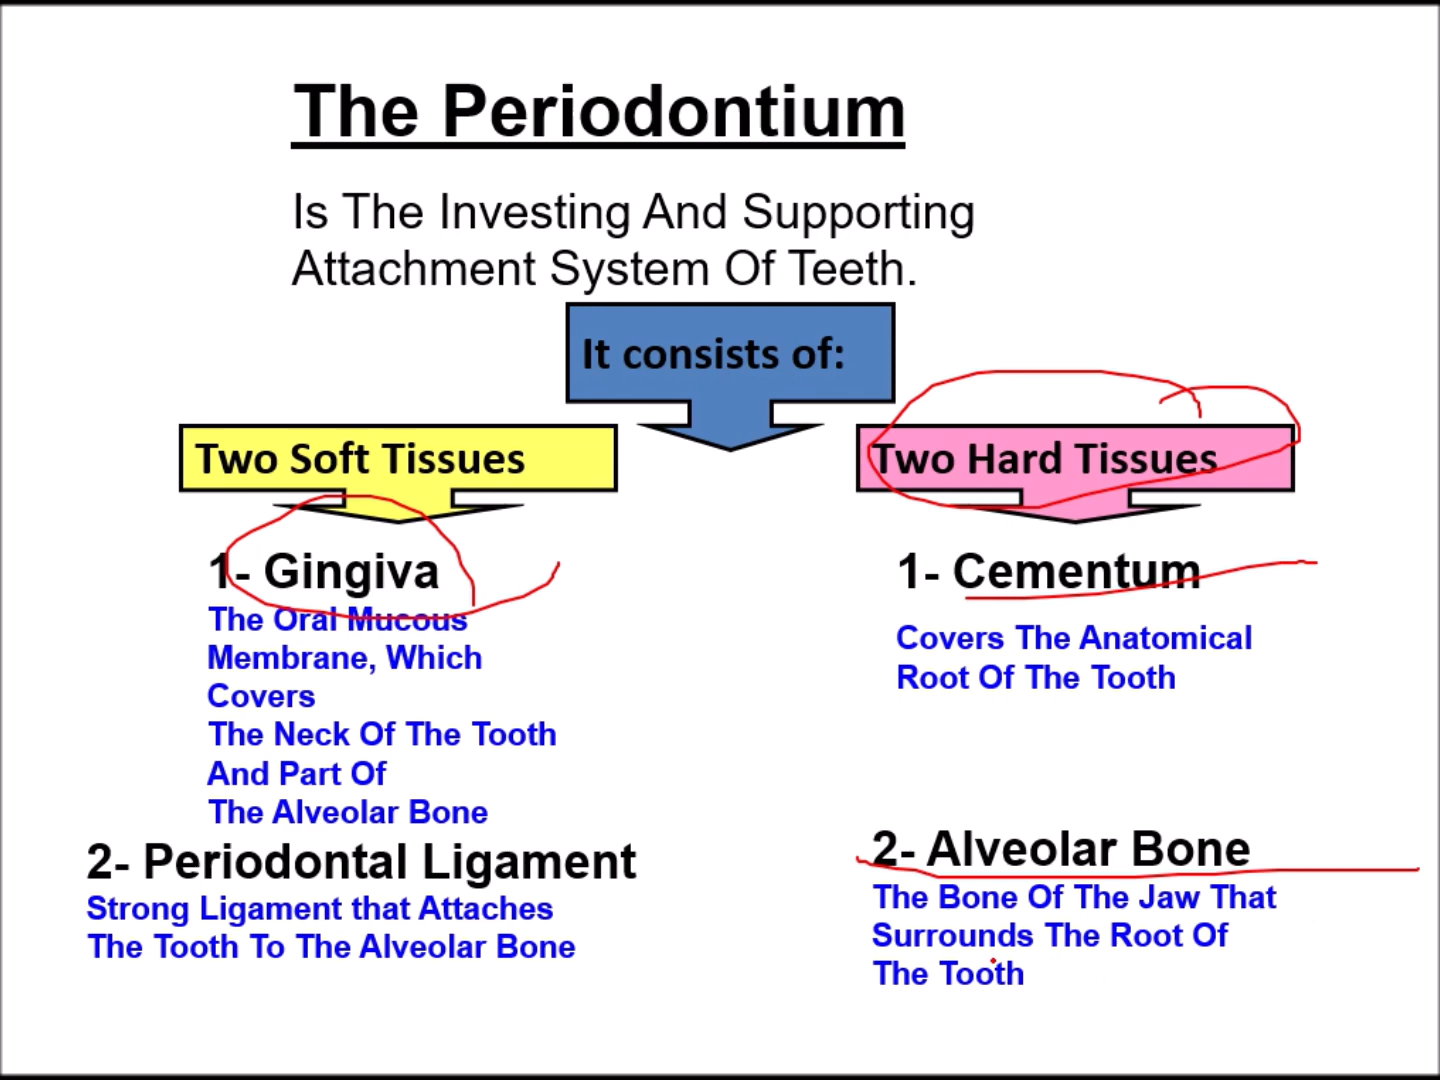 The Periodontium
Is The Investing And Supporting
Attachment System Of Teeth.
It consists of:
Two Soft Tissues
1- Gingiva
The Oral Mucous
Membrane, Which
Covers
The Neck Of The Tooth
And Part Of
The Alveolar Bone
2- Periodontal Ligament
Strong Ligament that Attaches
The Tooth To The Alveolar Bone
Two Hard Tissues
1- Cementum
Covers The Anatomical
Root Of The Tooth
2- Alveolar Bone
The Bone Of The Jaw That
Surrounds The Root Of
The Tooth